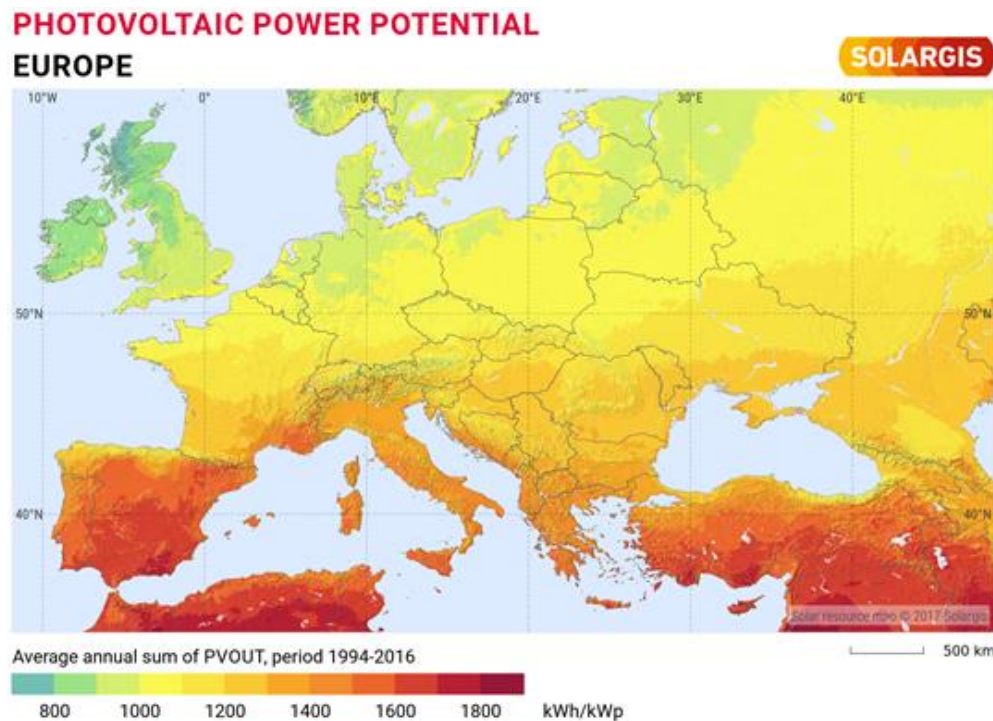 PHOTOVOLTAIC POWER POTENTIAL
EUROPE
SOLARGIS
10°W 0° 10°E 20°E 30°E 40°E
50°N 50°N
40°N 40°N
Solar resource map © 2017 Solargis
Average annual sum of PVOUT, period 1994-2016
500 km
800 1000 1200 1400 1600 1800 kWh/kWp